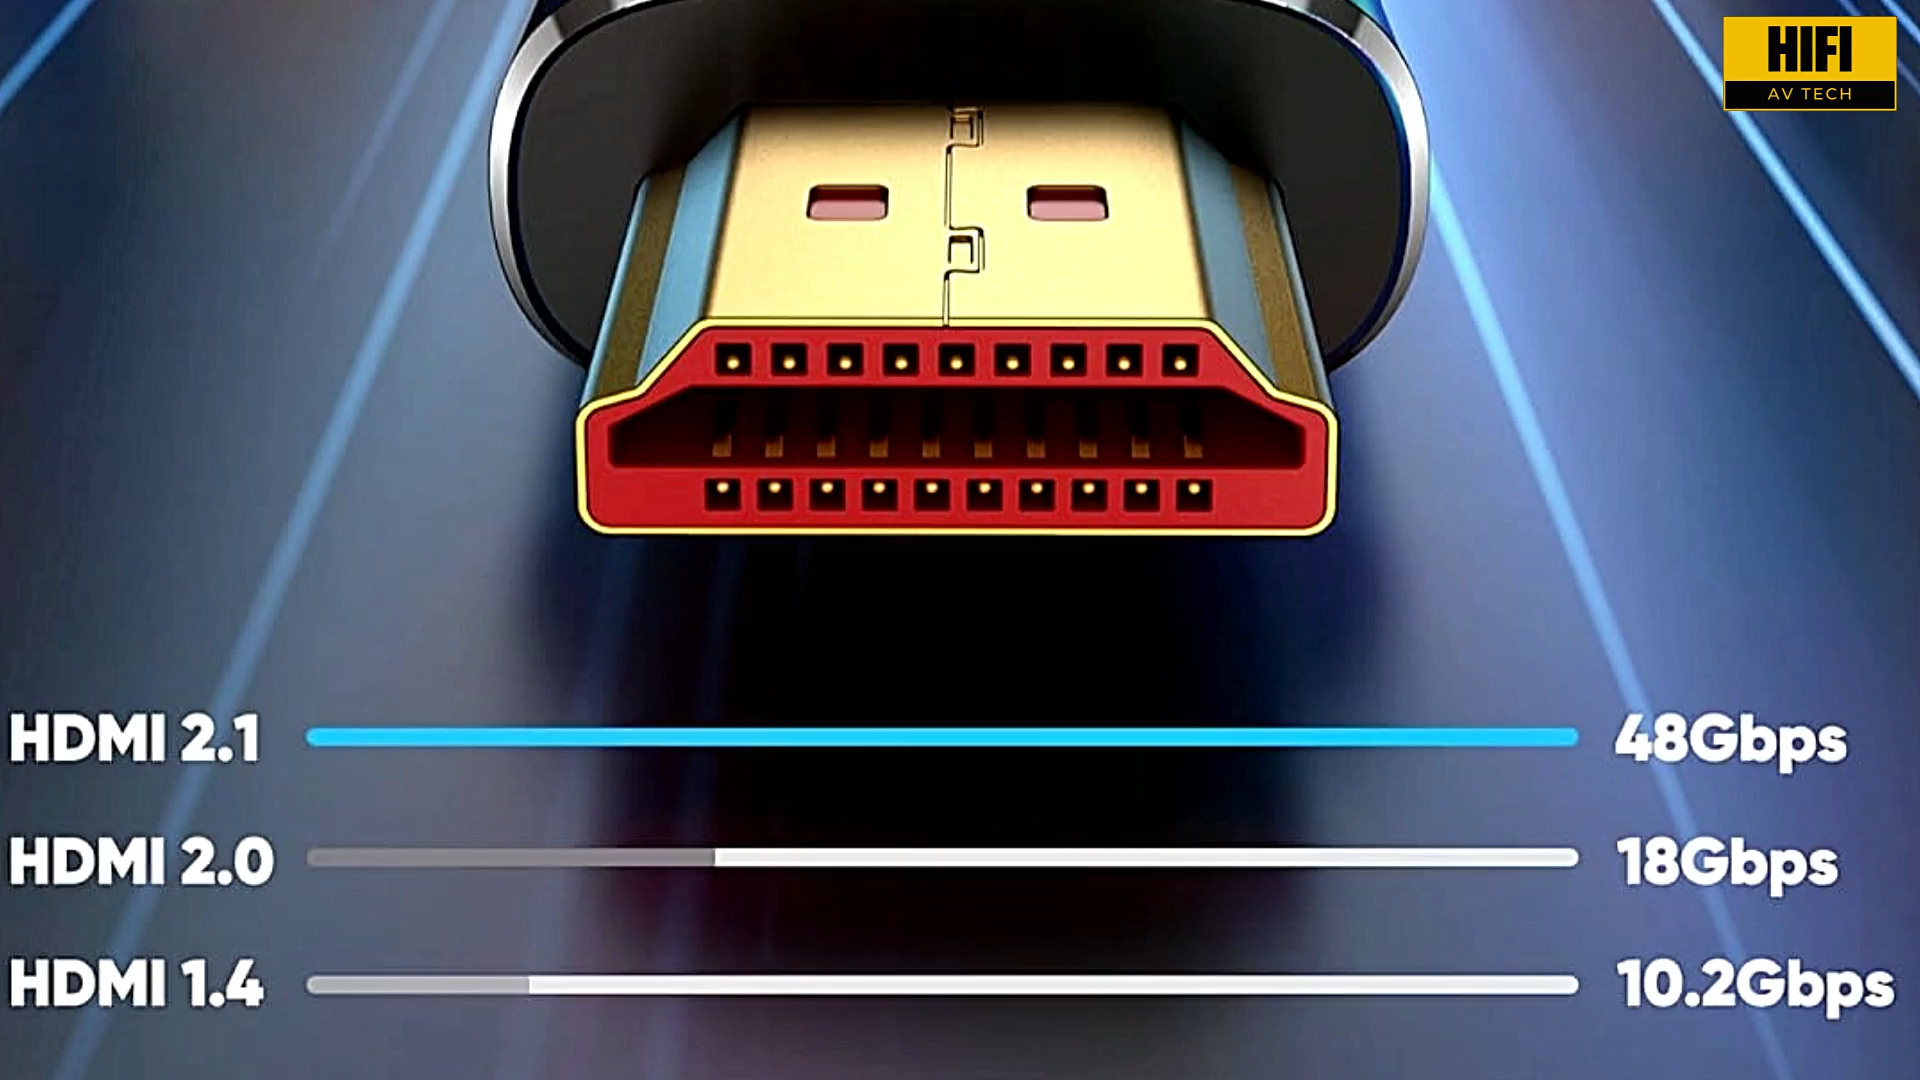 HIFI
AV TECH
HDMI 2.1 48Gbps
HDMI 2.0 18Gbps
HDMI 1.4 10.2Gbps